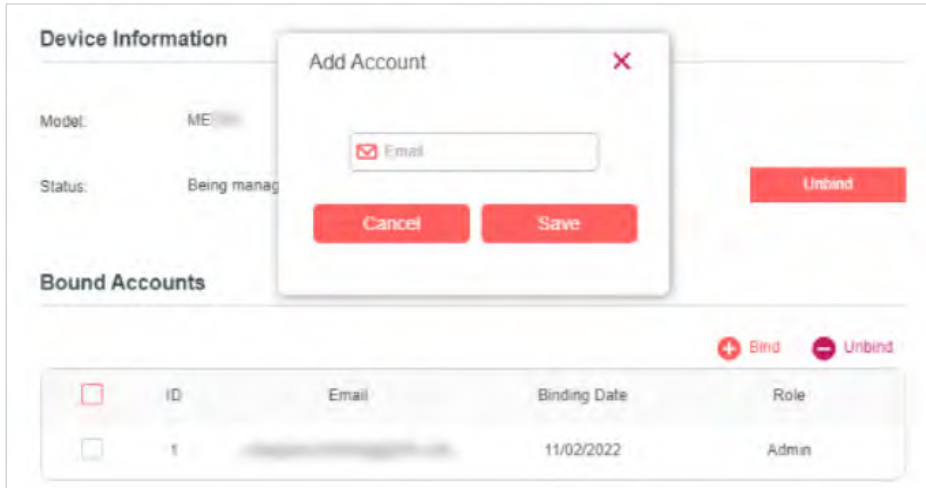 Device Information
Add Account
Model: ME
Email
Status: Being manag
Unbind
Cancel Save
Bound Accounts
Bind Unbind
ID Email Binding Date Role
1 11/02/2022 Admin